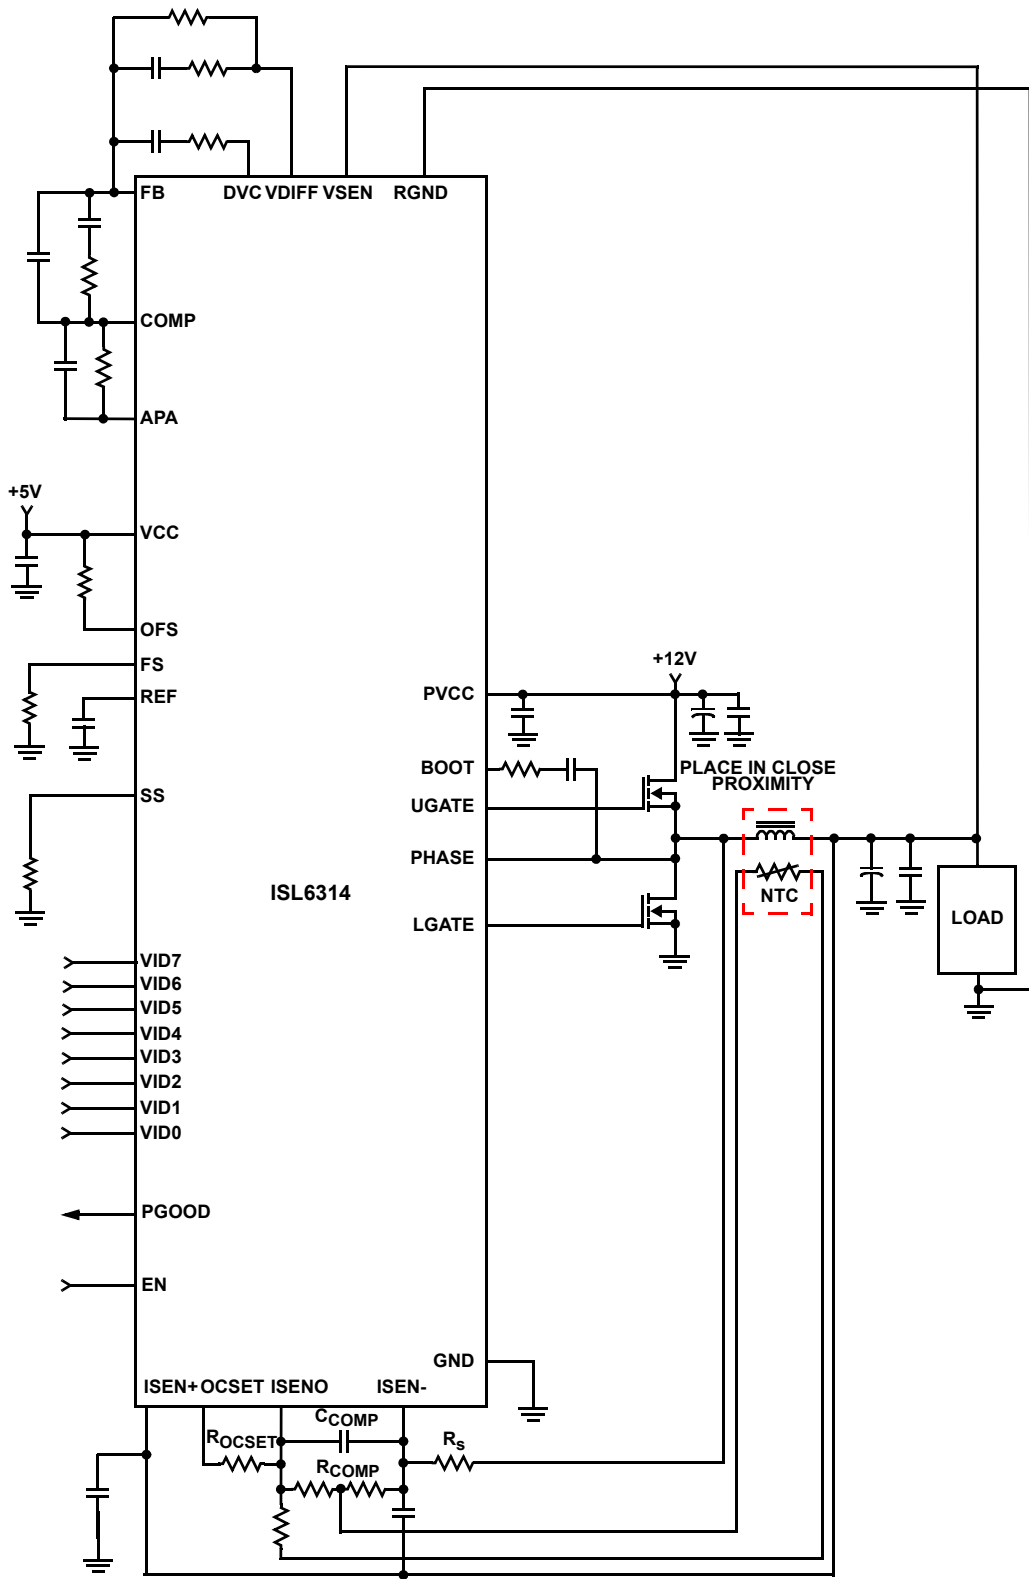 DVC VDIFF VSEN RGND
FB
COMP
APA
+5V
VCC
OFS
FS
REF
SS
+12V
PVCC
BOOT
UGATE
PHASE
LGATE
PLACE IN CLOSE
PROXIMITY
NTC
LOAD
ISL6314
VID7
VID6
VID5
VID4
VID3
VID2
VID1
VID0
PGOOD
EN
GND
ISEN+ OCSET ISENO ISEN-
CCOMP
ROCSET
RCOMP
Rs